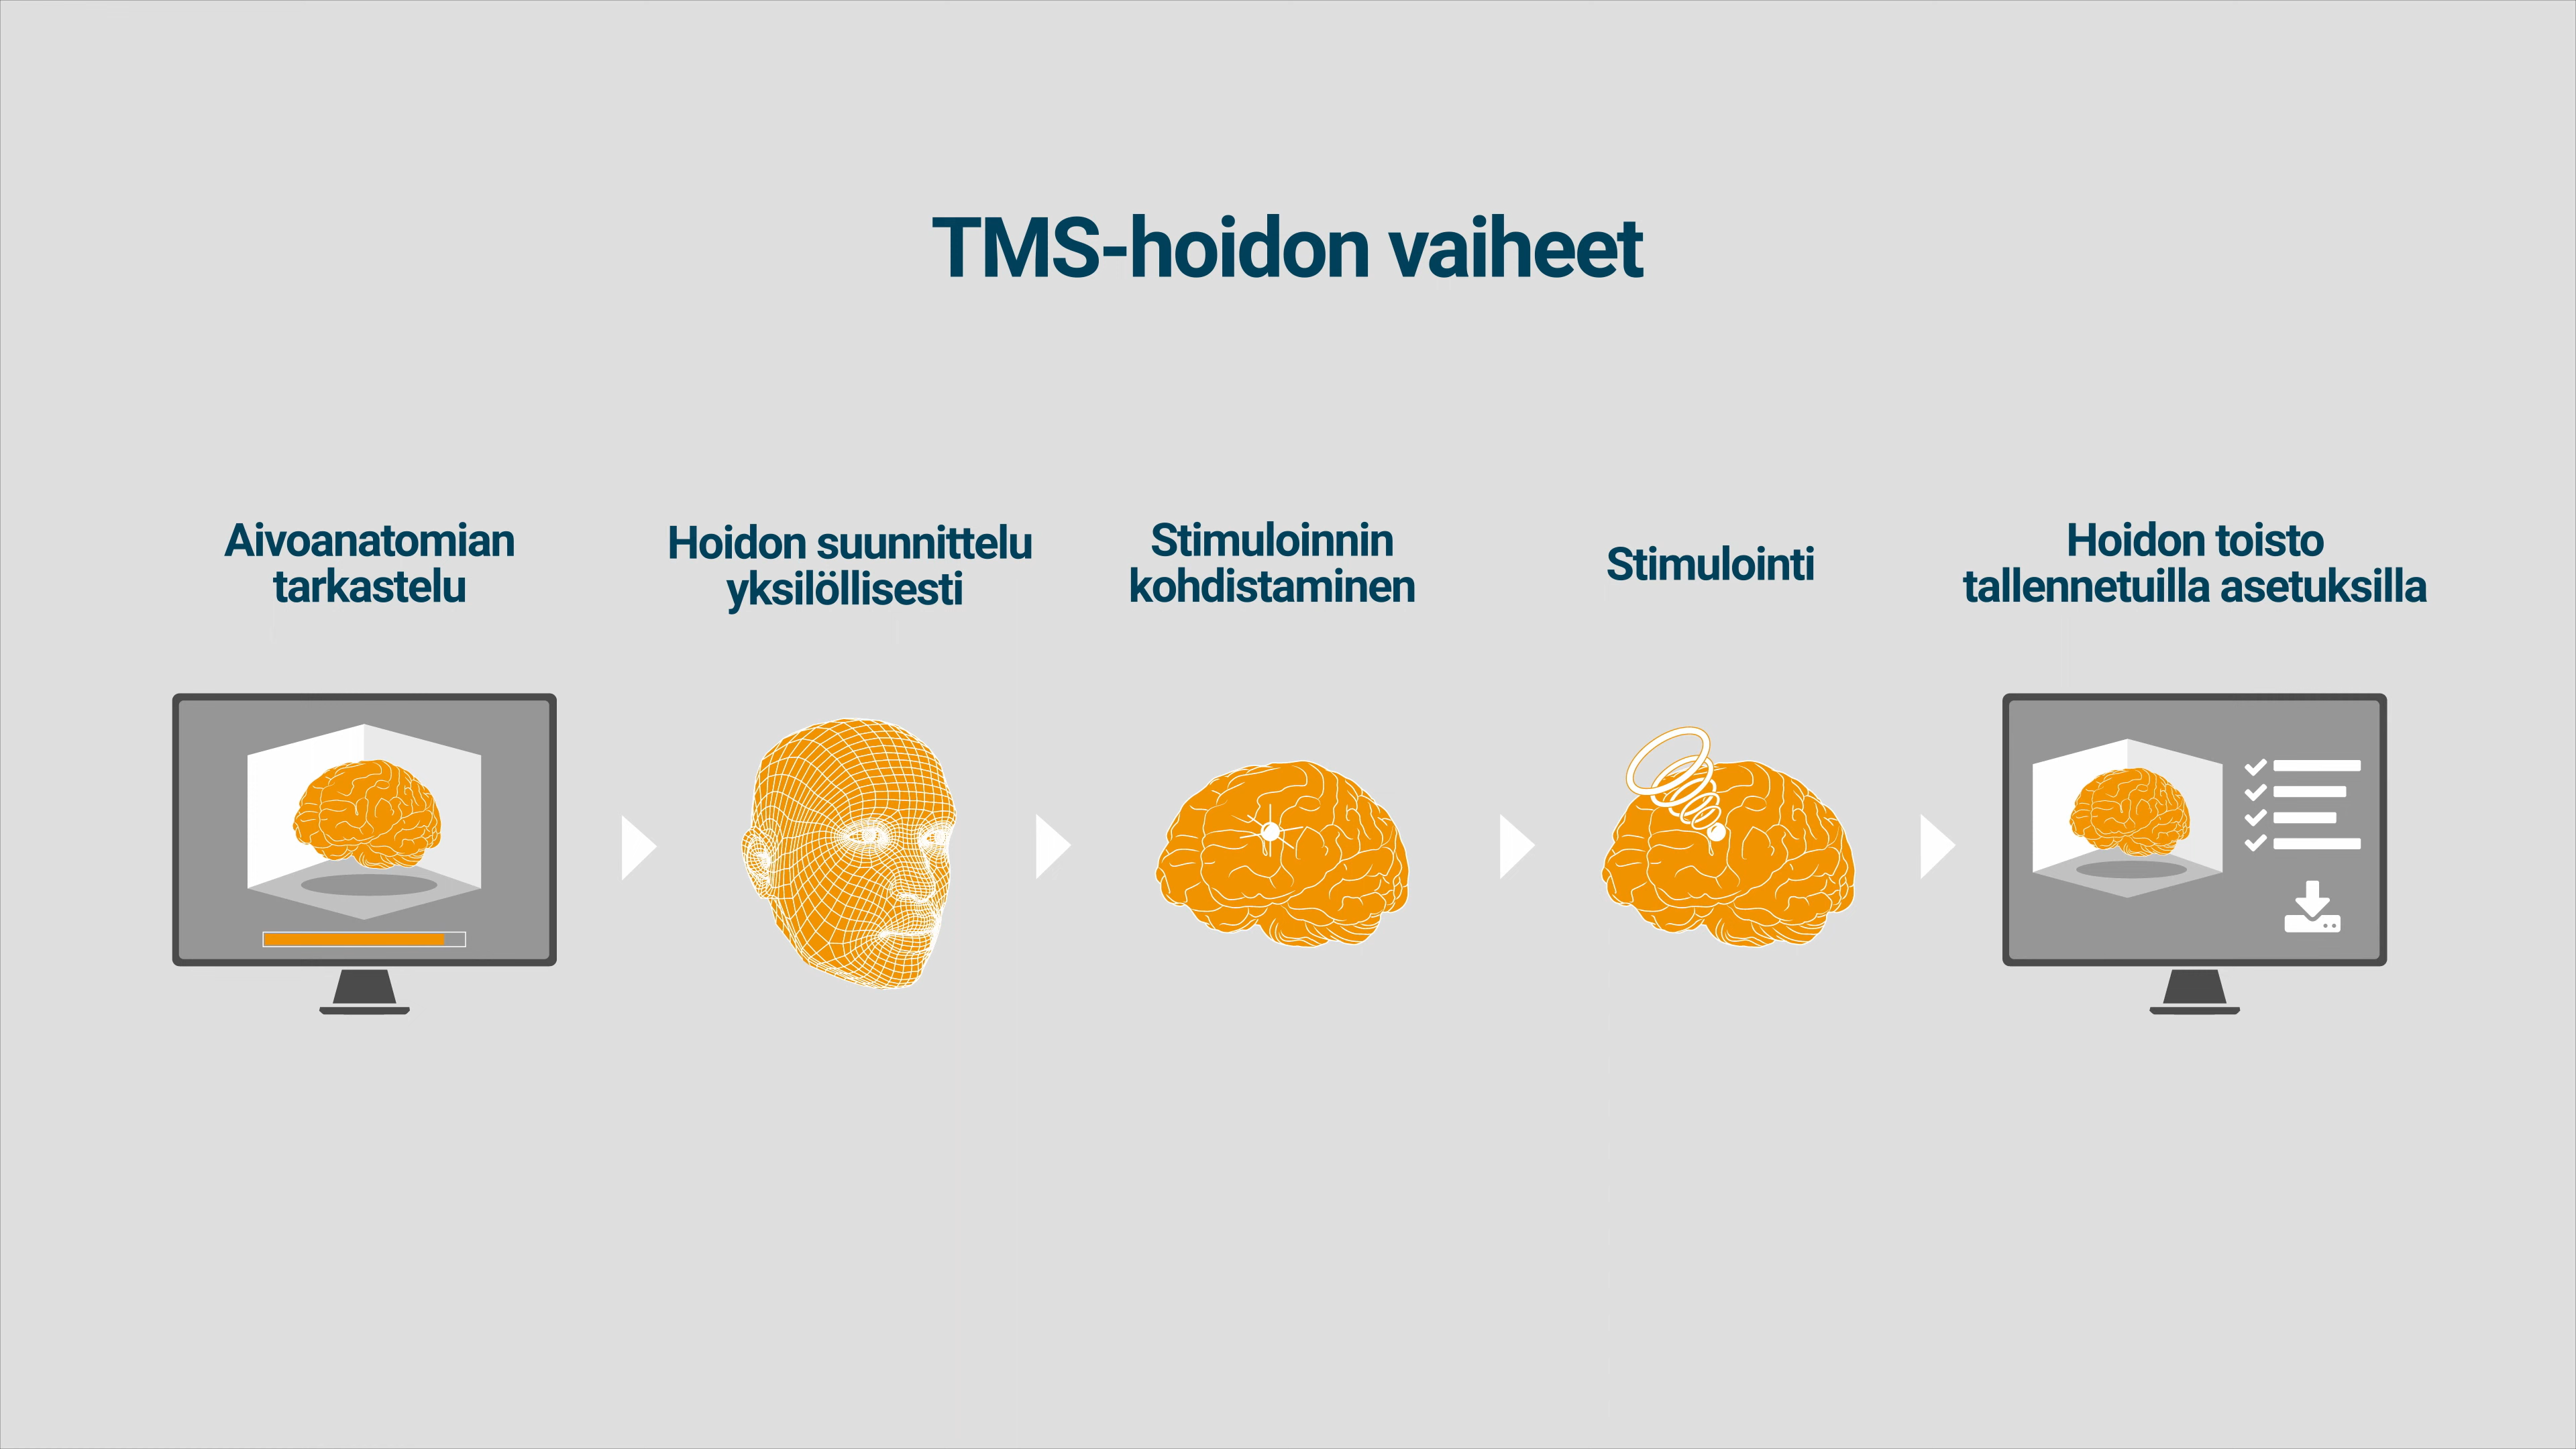 TMS-hoidon vaiheet
Aivoanatomian
tarkastelu
Hoidon suunnittelu
yksilöllisesti
Stimuloinnin
kohdistaminen
Stimulointi
Hoidon toisto
tallennetuilla asetuksilla